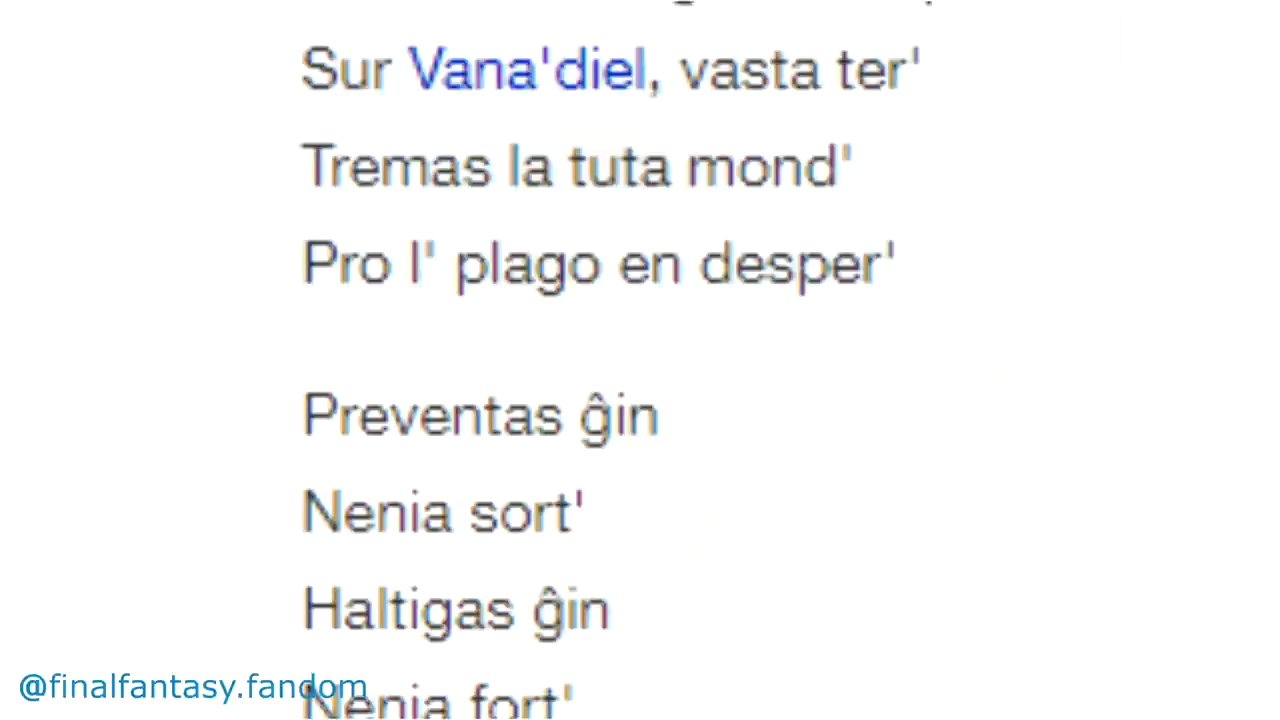 Sur Vana'diel, vasta ter'
Tremas la tuta mond'
Pro l' plago en desper'
Preventas ĝin
Nenia sort'
Haltigas ĝin
Nenia fort'
@finalfantasy.fandom